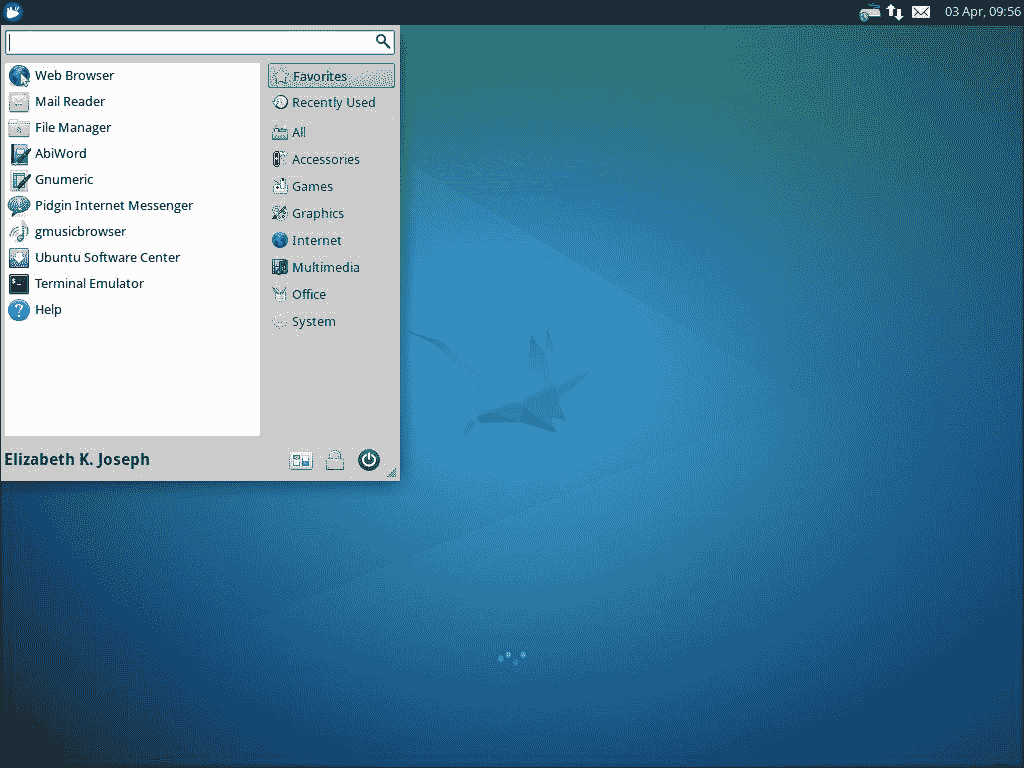 03 Apr, 09:56
Web Browser
Mail Reader
File Manager
AbiWord
Gnumeric
Pidgin Internet Messenger
gmusicbrowser
Ubuntu Software Center
Terminal Emulator
Help
Favorites
Recently Used
All
Accessories
Games
Graphics
Internet
Multimedia
Office
System
Elizabeth K. Joseph